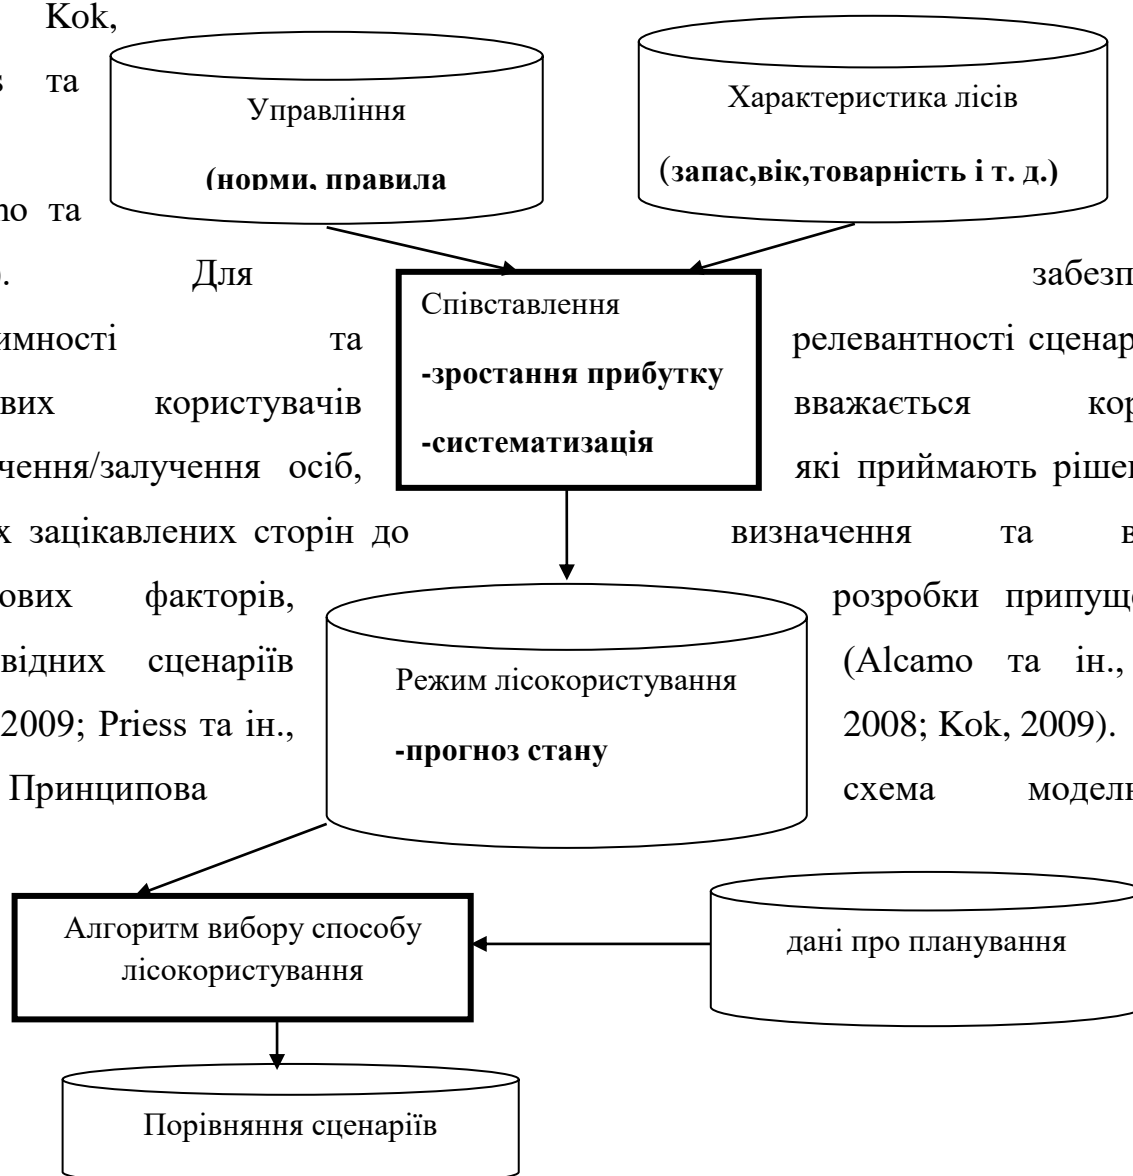 Kok,
та
Управління
(норми, правила
Характеристика лісів
(запас,вік,товарність і т. д.)
та
Для
забезп
Співставлення
-зростання прибутку
-систематизація
имності та
релевантності сценар
вих користувачів
вважається кор
чення/залучення осіб,
які приймають рішен
х зацікавлених сторін до
визначення та в
ових факторів,
розробки припущ
відних сценаріїв
(Alcamo та ін.,
2009; Priess та ін.,
2008; Kok, 2009).
Режим лісокористування
-прогноз стану
Принципова
схема модел
Алгоритм вибору способу
лісокористування
дані про планування
Порівняння сценаріїв